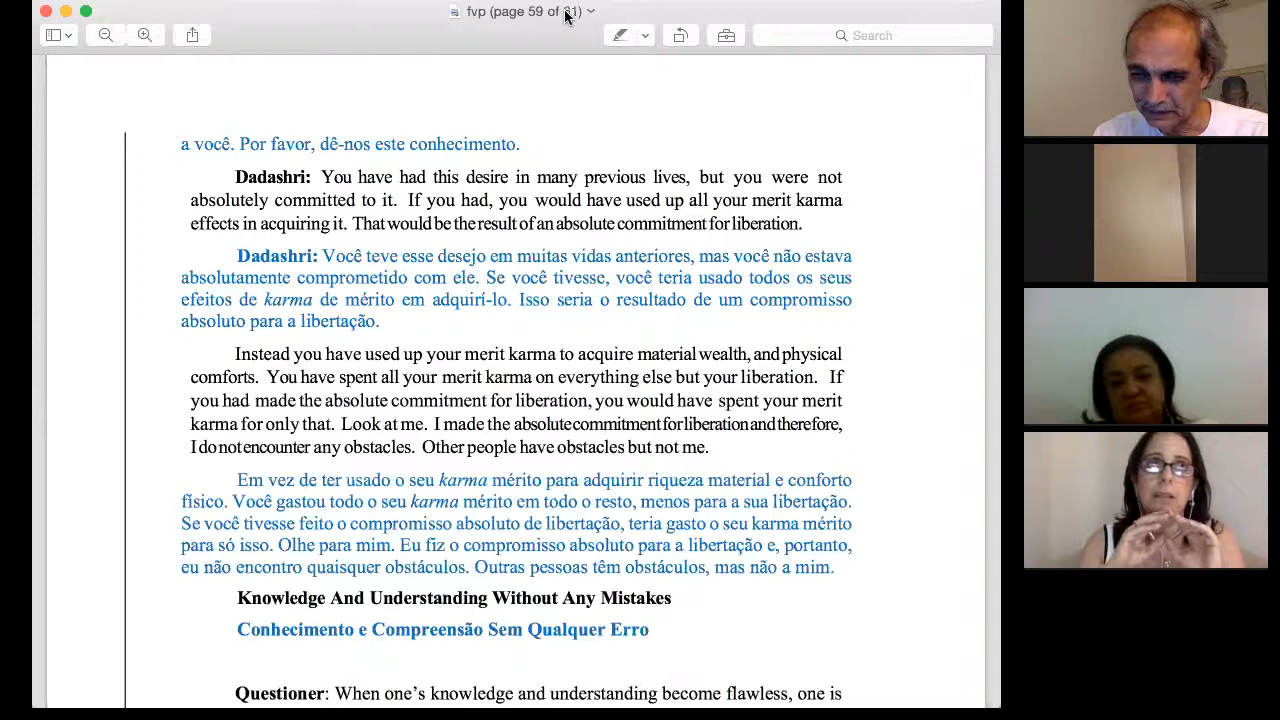 fvp (page 59 of
Search
a você. Por favor, dê-nos este conhecimento.
Dadashri: You have had this desire in many previous lives, but you were not
absolutely committed to it. If you had, you would have used up all your merit karma
effects in acquiring it. That would be the result of an absolute commitment for liberation.
Dadashri: Você teve esse desejo em muitas vidas anteriores, mas você não estava
absolutamente comprometido com ele. Se você tivesse, você teria usado todos os seus
efeitos de karma de mérito em adquirí-lo. Isso seria o resultado de um compromisso
absoluto para a libertação.
Instead you have used up your merit karma to acquire material wealth, and physical
comforts. You have spent all your merit karma on everything else but your liberation. If
you had made the absolute commitment for liberation, you would have spent your merit
karma for only that. Look at me. I made the absolute commitment for liberation and therefore,
I do not encounter any obstacles. Other people have obstacles but not me.
Em vez de ter usado o seu karma mérito para adquirir riqueza material e conforto
físico. Você gastou todo o seu karma mérito em todo o resto, menos para a sua libertação.
Se você tivesse feito o compromisso absoluto de libertação, teria gasto o seu karma mérito
para só isso. Olhe para mim. Eu fiz o compromisso absoluto para a libertação e, portanto,
eu não encontro quaisquer obstáculos. Outras pessoas têm obstáculos, mas não a mim.
Knowledge And Understanding Without Any Mistakes
Conhecimento e Compreensão Sem Qualquer Erro
Questioner: When one's knowledge and understanding become flawless, one is